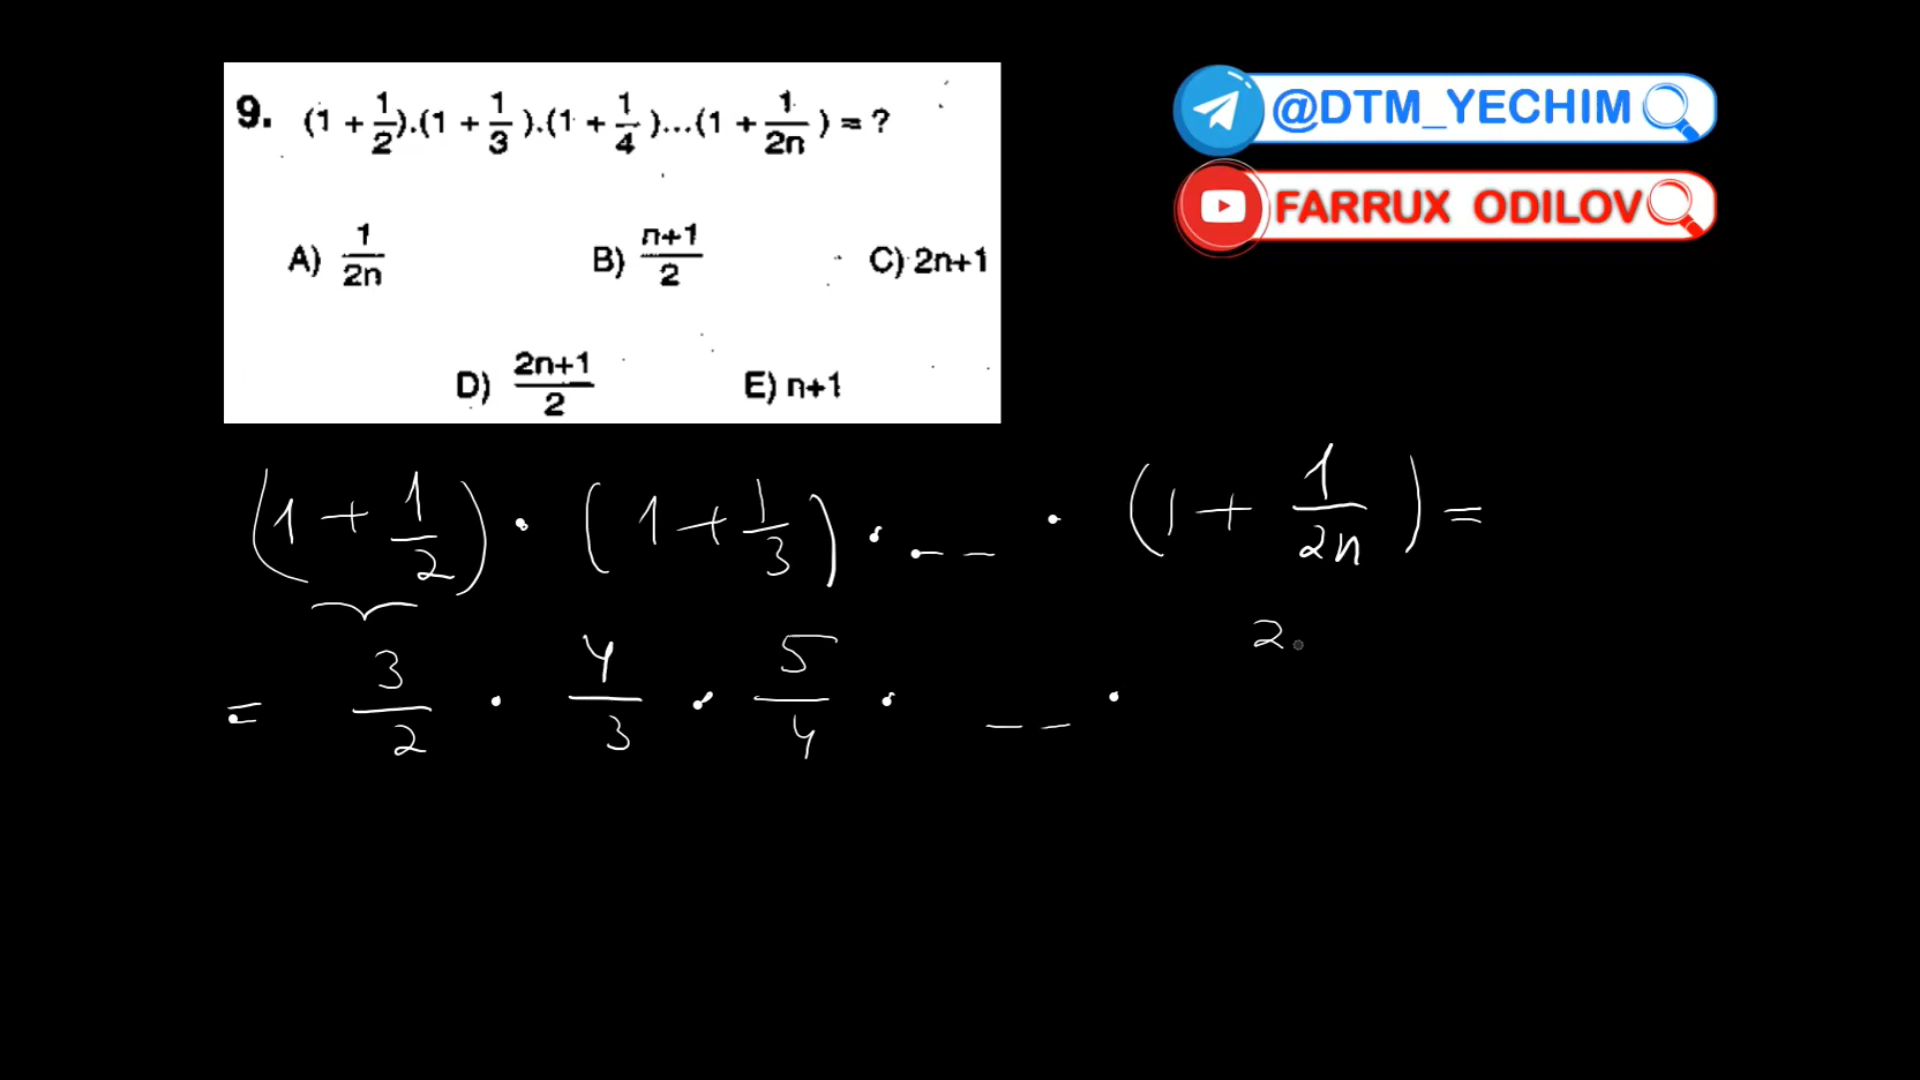 9. (1 + 1/2).(1 + 1/3).(1 + 1/4)...(1 + 1/2n) = ?
A) 1/2n B) n+1/2 C) 2n+1
D) 2n+1/2 E) n+1
@DTM_YECHIM
FARRUX ODILOV
(1 + 1/2) · (1 + 1/3) · -- · (1 + 1/2n) =
= 3/2 · 4/3 · 5/4 · -- · 2